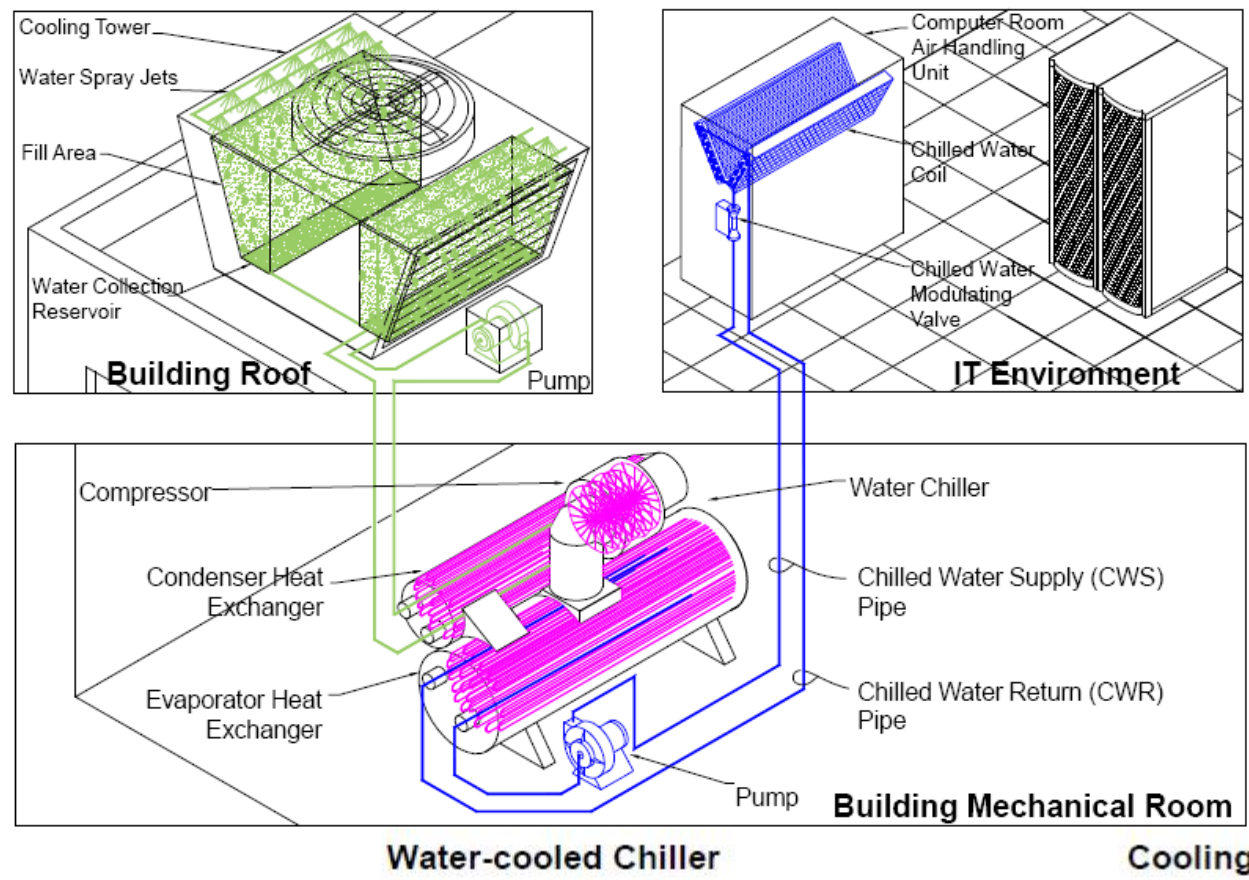 Cooling Tower
Water Spray Jets
Fill Area
Water Collection
Reservoir
Building Roof
Pump
Computer Room
Air Handling
Unit
Chilled Water
Coil
Chilled Water
Modulating
Valve
IT Environment
Compressor
Water Chiller
Condenser Heat
Exchanger
Chilled Water Supply (CWS)
Pipe
Evaporator Heat
Exchanger
Chilled Water Return (CWR)
Pipe
Pump
Building Mechanical Room
Water-cooled Chiller
Cooling